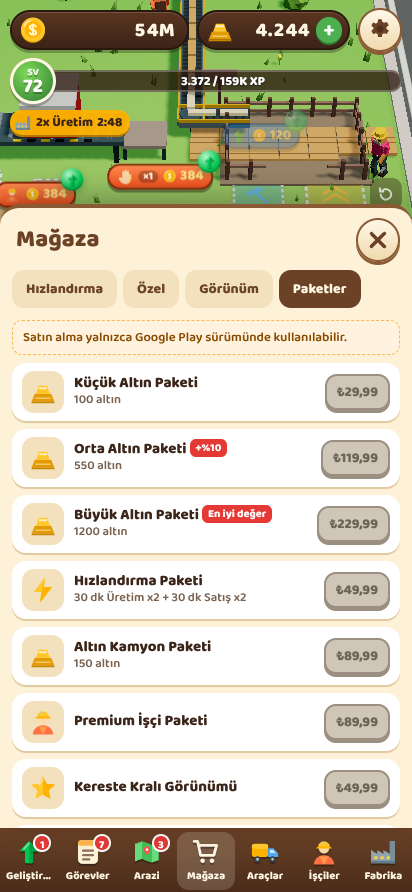 54M
4.244
SV
72
3.372 / 159K XP
2x Üretim 2:48
120
x1
384
384
Mağaza
Hızlandırma
Özel
Görünüm
Paketler
Satın alma yalnızca Google Play sürümünde kullanılabilir.
Küçük Altın Paketi
100 altın
₺29,99
Orta Altın Paketi +%10
550 altın
₺119,99
Büyük Altın Paketi En iyi değer
1200 altın
₺229,99
Hızlandırma Paketi
30 dk Üretim x2 + 30 dk Satış x2
₺49,99
Altın Kamyon Paketi
150 altın
₺89,99
Premium İşçi Paketi
₺89,99
Kereste Kralı Görünümü
₺49,99
1
7
3
Geliştir...
Görevler
Arazi
Mağaza
Araçlar
İşçiler
Fabrika